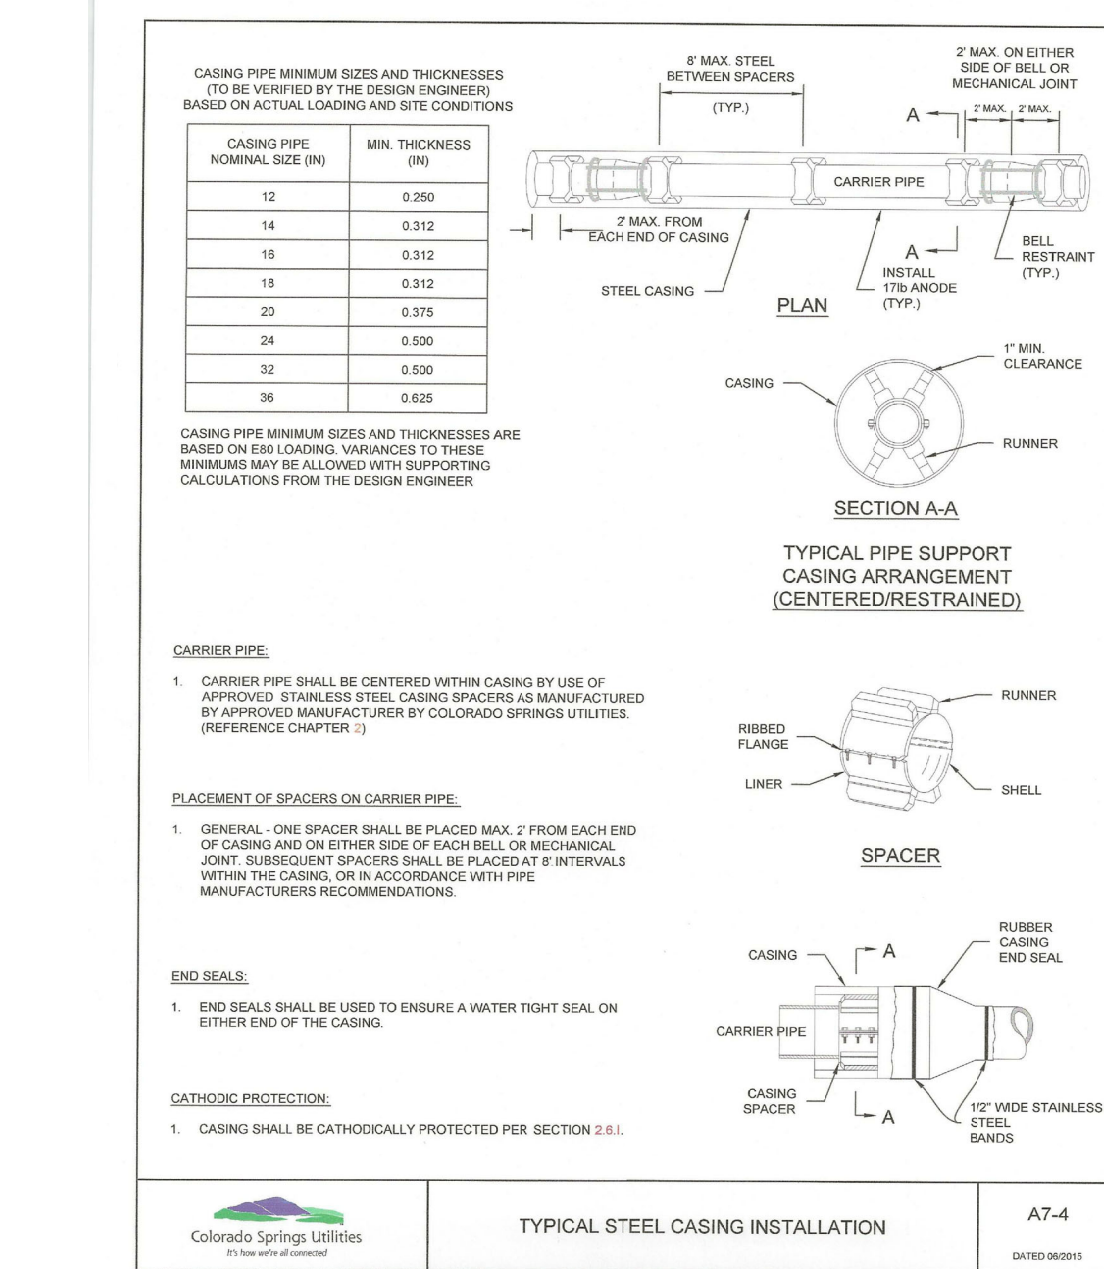 CASING PIPE MINIMUM SIZES AND THICKNESSES
(TO BE VERIFIED BY THE DESIGN ENGINEER)
BASED ON ACTUAL LOADING AND SITE CONDITIONS
CASING PIPE
NOMINAL SIZE (IN)
MIN. THICKNESS
(IN)
12 0.250
14 0.312
16 0.312
18 0.312
20 0.375
24 0.500
32 0.500
36 0.625
CASING PIPE MINIMUM SIZES AND THICKNESSES ARE
BASED ON E80 LOADING. VARIANCES TO THESE
MINIMUMS MAY BE ALLOWED WITH SUPPORTING
CALCULATIONS FROM THE DESIGN ENGINEER
8' MAX. STEEL
BETWEEN SPACERS
(TYP.)
2' MAX. ON EITHER
SIDE OF BELL OR
MECHANICAL JOINT
2' MAX. 2' MAX.
A
CARRIER PIPE
2' MAX. FROM
EACH END OF CASING
STEEL CASING
A
INSTALL
17lb ANODE
(TYP.)
BELL
RESTRAINT
(TYP.)
PLAN
CASING
1" MIN.
CLEARANCE
RUNNER
SECTION A-A
TYPICAL PIPE SUPPORT
CASING ARRANGEMENT
(CENTERED/RESTRAINED)
CARRIER PIPE:
1. CARRIER PIPE SHALL BE CENTERED WITHIN CASING BY USE OF
APPROVED STAINLESS STEEL CASING SPACERS AS MANUFACTURED
BY APPROVED MANUFACTURER BY COLORADO SPRINGS UTILITIES.
(REFERENCE CHAPTER 2)
PLACEMENT OF SPACERS ON CARRIER PIPE:
1. GENERAL - ONE SPACER SHALL BE PLACED MAX. 2' FROM EACH END
OF CASING AND ON EITHER SIDE OF EACH BELL OR MECHANICAL
JOINT. SUBSEQUENT SPACERS SHALL BE PLACED AT 8' INTERVALS
WITHIN THE CASING, OR IN ACCORDANCE WITH PIPE
MANUFACTURERS RECOMMENDATIONS.
END SEALS:
1. END SEALS SHALL BE USED TO ENSURE A WATER TIGHT SEAL ON
EITHER END OF THE CASING.
CATHODIC PROTECTION:
1. CASING SHALL BE CATHODICALLY PROTECTED PER SECTION 2.6.I.
RUNNER
RIBBED
FLANGE
LINER
SHELL
SPACER
RUBBER
CASING
END SEAL
CASING
A
CARRIER PIPE
CASING
SPACER
A
1/2" WIDE STAINLESS
STEEL
BANDS
Colorado Springs Utilities
It's how we're all connected
TYPICAL STEEL CASING INSTALLATION
A7-4
DATED 06/2015